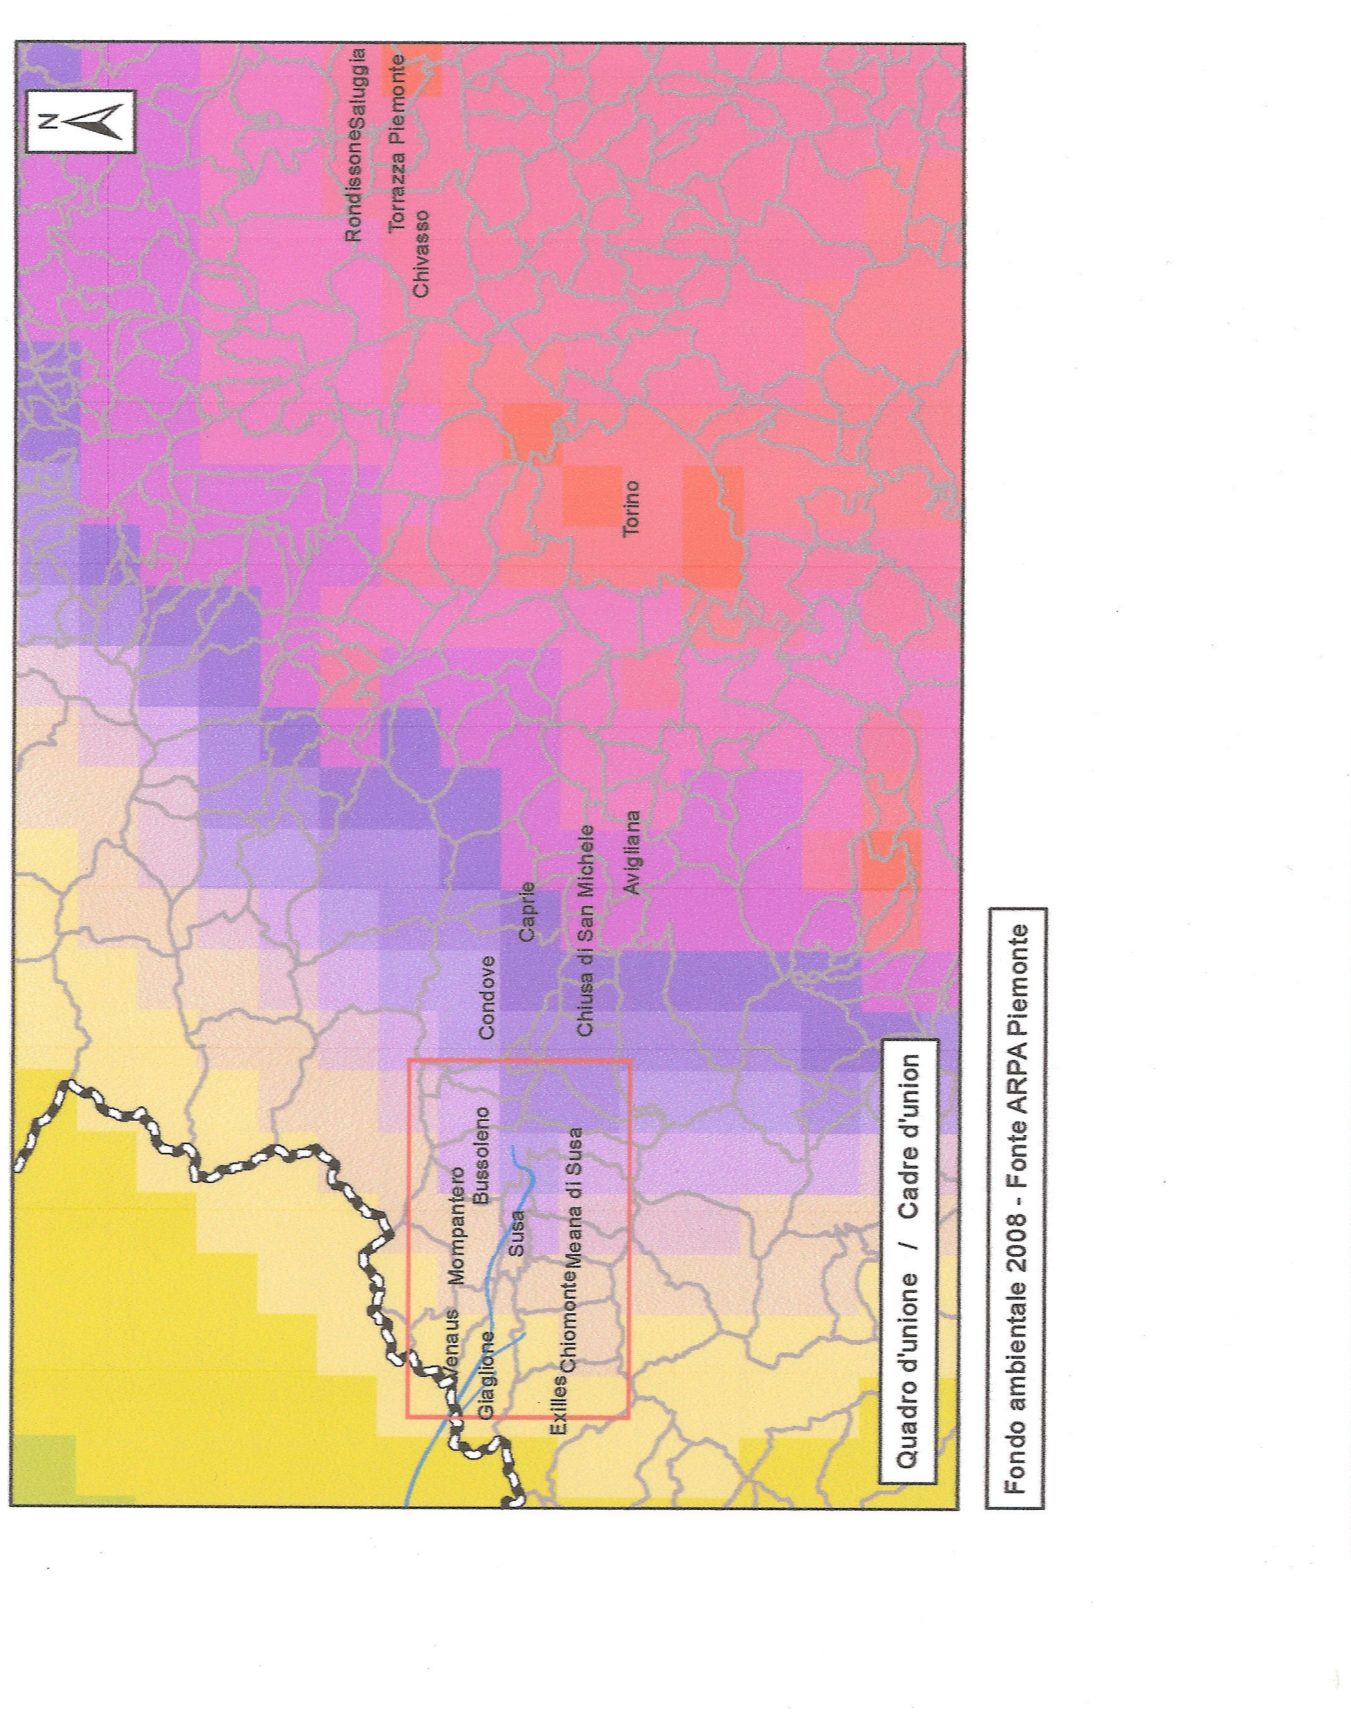 N
Rondissone
Saluggia
Torrazza Piemonte
Chivasso
Torino
Caprie
Condove
Chiusa di San Michele
Avigliana
Venaus
Mompantero
Bussoleno
Giaglione
Susa
Exilles
Chiomonte
Meana di Susa
Quadro d'unione / Cadre d'union
Fondo ambientale 2008 - Fonte ARPA Piemonte